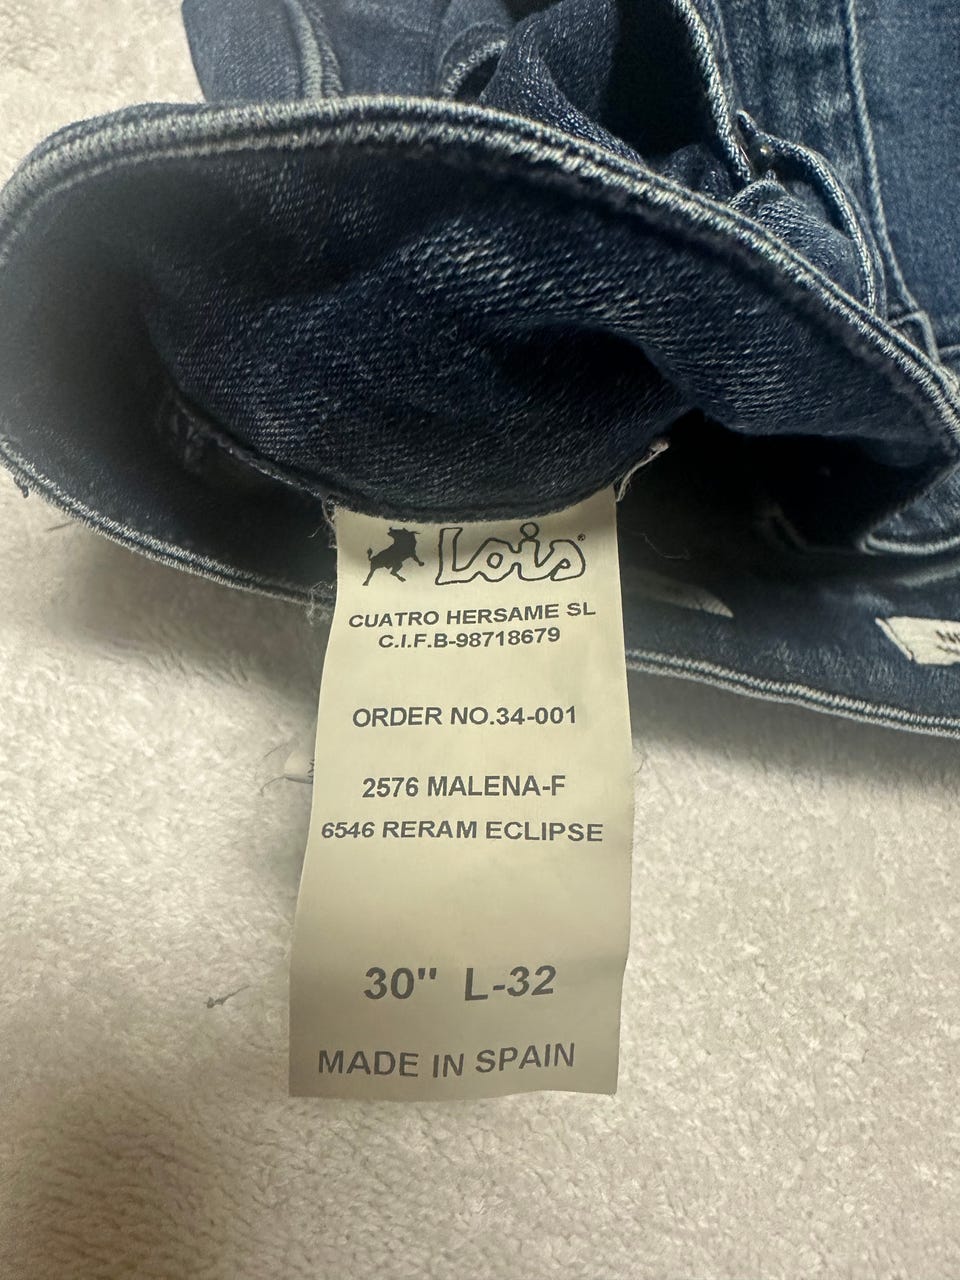 Lois
CUATRO HERSAME SL
C.I.F.B-98718679
ORDER NO.34-001
2576 MALENA-F
6546 RERAM ECLIPSE
30" L-32
MADE IN SPAIN